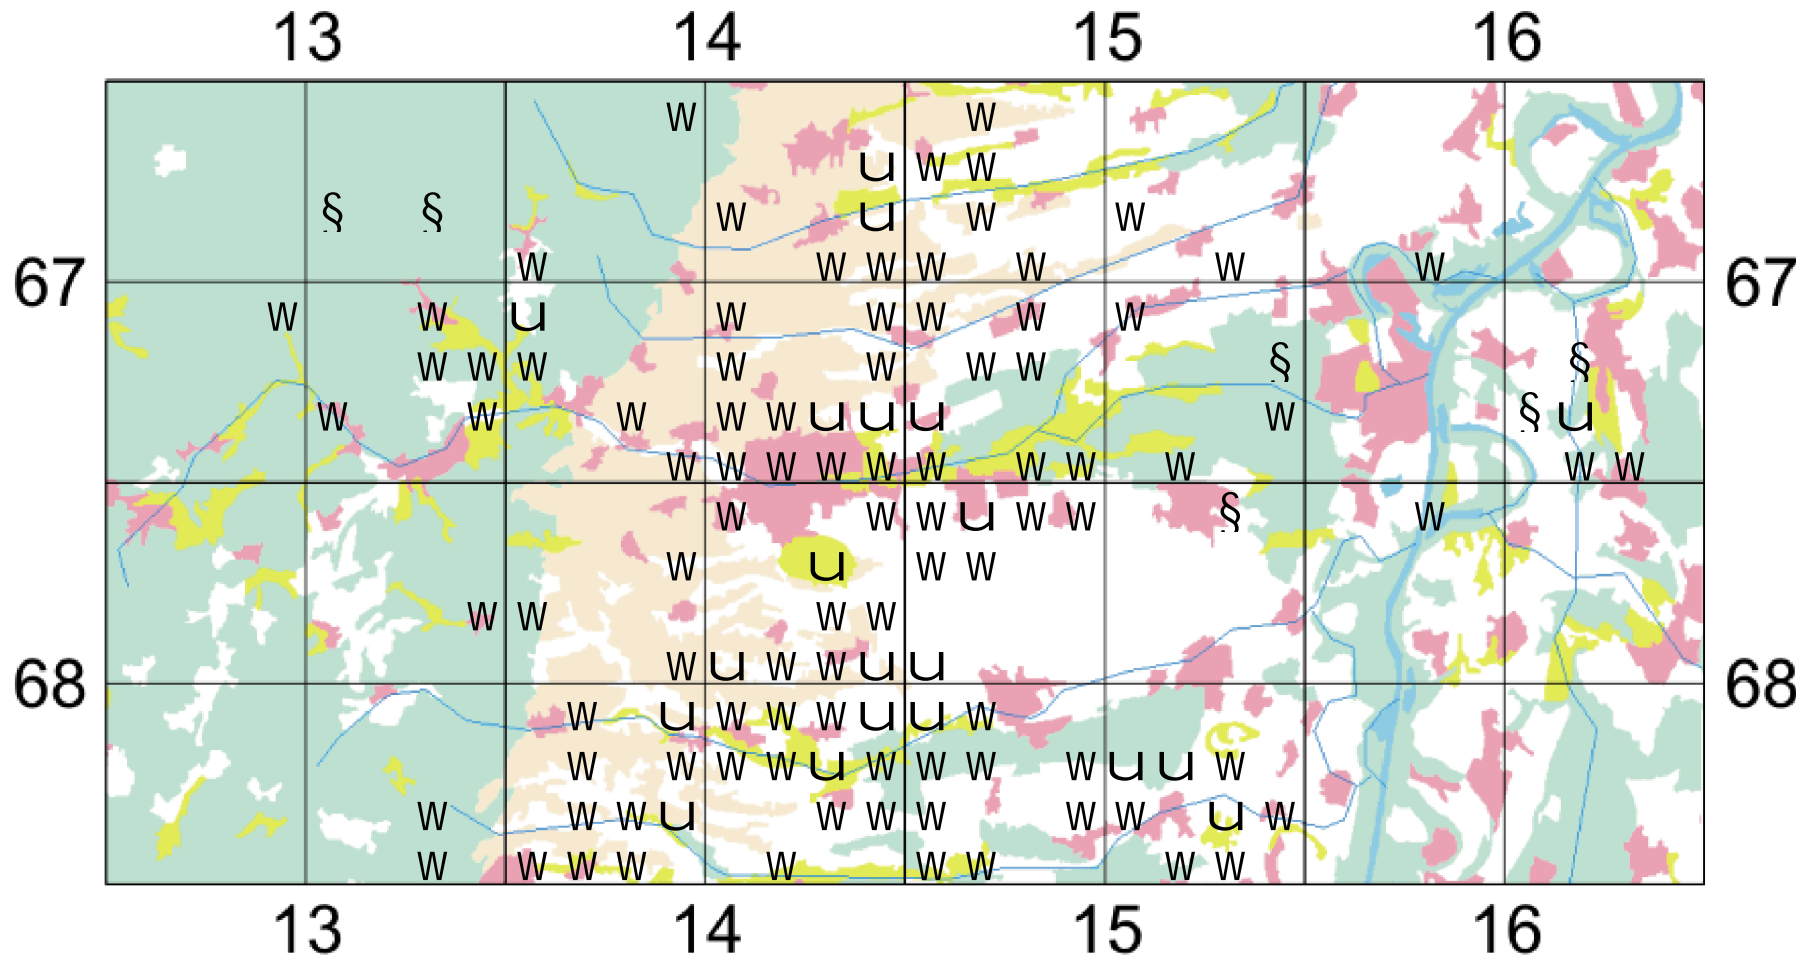 13 14 15 16
W W
u W W
§ § W u W W
W W W W W W
67 67
W W u W W W W W
W W W W W W W § §
W W W W W u u u W § u
W W W W W W W W W W W
W W W u W W § W
W u W W
W W W W
W u W W u u
68 68
W u W W W u u W
W W W W u W W W W u u W
W W W u W W W W W u W
W W W W W W W W W
13 14 15 16